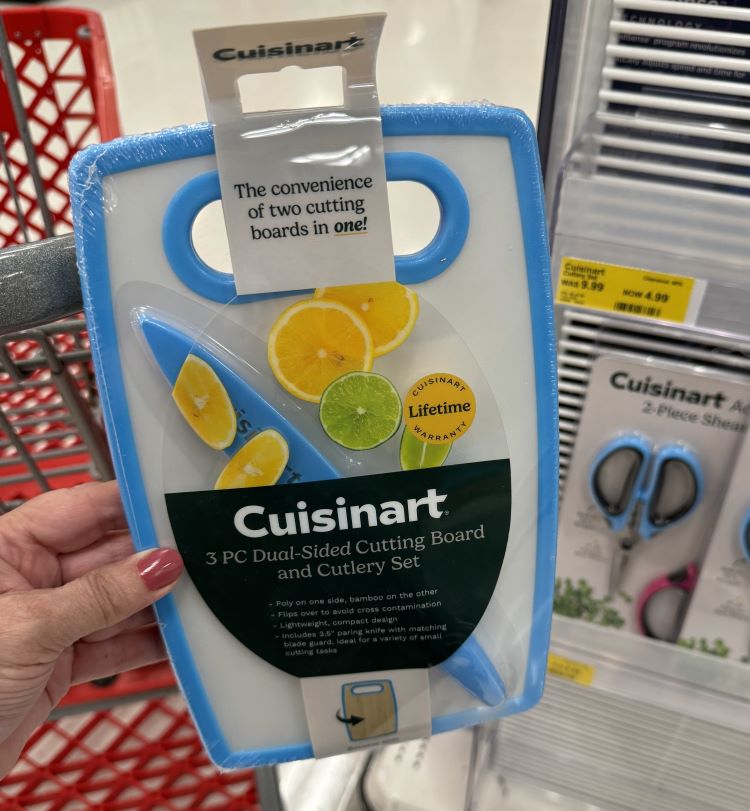 Cuisinart
The convenience
of two cutting
boards in one!
CUISINART
Lifetime
WARRANTY
Cuisinart
3 PC Dual-Sided Cutting Board
and Cutlery Set
- Poly on one side, bamboo on the other
- Flips over to avoid cross contamination
- Lightweight, compact design
- Includes 3.5" paring knife with matching
blade guard, ideal for a variety of small
cutting tasks
Cuisinart
Cutlery Set
WAS 9.99
NOW 4.99
Cuisinart
2-Piece Shear